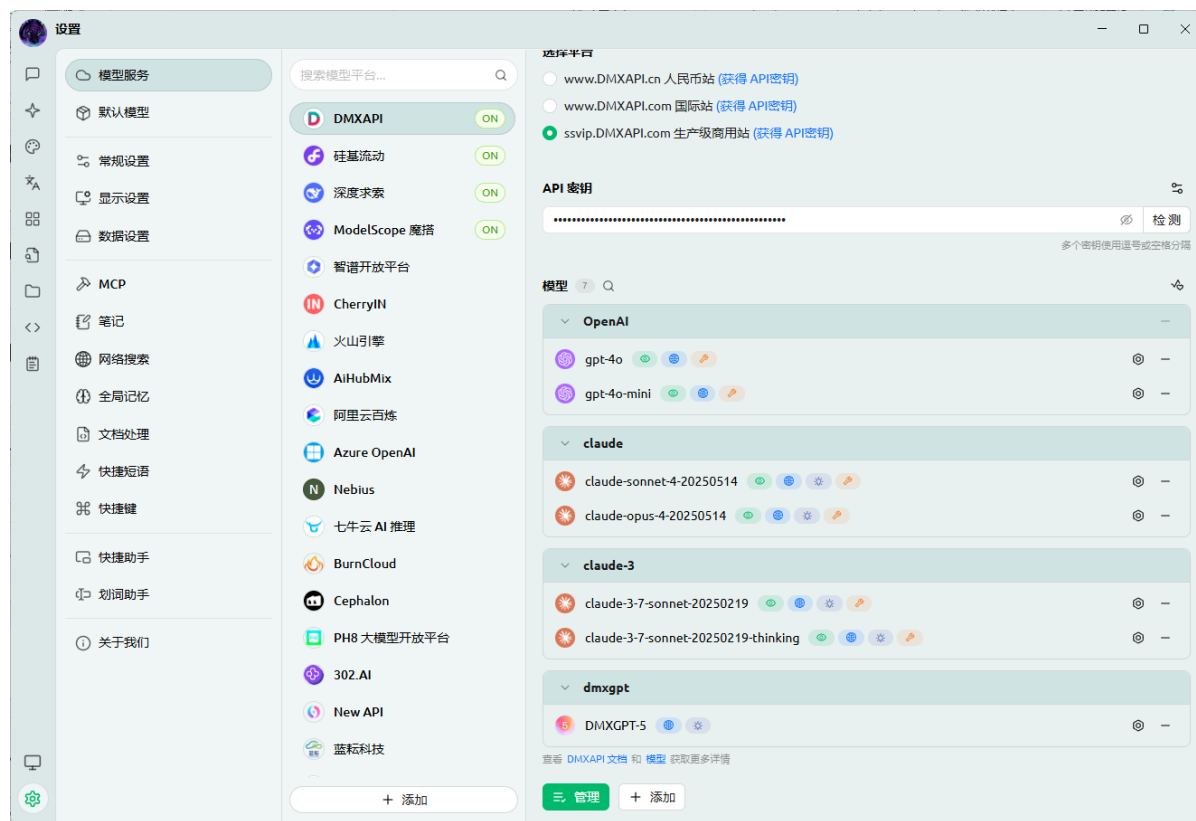 设置
模型服务
默认模型
常规设置
显示设置
数据设置
MCP
笔记
网络搜索
全局记忆
文档处理
快捷短语
快捷键
快捷助手
划词助手
关于我们
搜索模型平台...
DMXAPI ON
硅基流动 ON
深度求索 ON
ModelScope 魔搭 ON
智谱开放平台
CherryIN
火山引擎
AiHubMix
阿里云百炼
Azure OpenAI
N Nebius
七牛云 AI 推理
BurnCloud
Cephalon
PH8 大模型开放平台
302.AI
New API
蓝耘科技
添加
选择平台
www.DMXAPI.cn 人民币站 (获得 API密钥)
www.DMXAPI.com 国际站 (获得 API密钥)
ssvip.DMXAPI.com 生产级商用站 (获得 API密钥)
API 密钥
检测
多个密钥使用逗号或空格分隔
模型 7
OpenAI
gpt-4o
gpt-4o-mini
claude
claude-sonnet-4-20250514
claude-opus-4-20250514
claude-3
claude-3-7-sonnet-20250219
claude-3-7-sonnet-20250219-thinking
dmxgpt
5 DMXGPT-5
查看 DMXAPI 文档 和 模型 获取更多详情
管理 添加